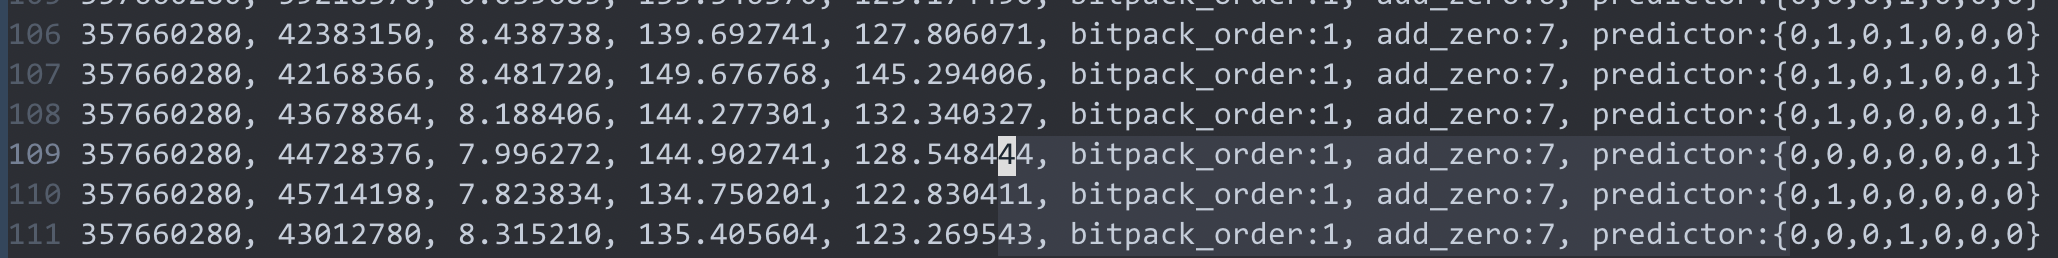 106 357660280, 42383150, 8.438738, 139.692741, 127.806071, bitpack_order:1, add_zero:7, predictor:{0,1,0,1,0,0,0}
107 357660280, 42168366, 8.481720, 149.676768, 145.294006, bitpack_order:1, add_zero:7, predictor:{0,1,0,1,0,0,1}
108 357660280, 43678864, 8.188406, 144.277301, 132.340327, bitpack_order:1, add_zero:7, predictor:{0,1,0,0,0,0,1}
109 357660280, 44728376, 7.996272, 144.902741, 128.548444, bitpack_order:1, add_zero:7, predictor:{0,0,0,0,0,0,1}
110 357660280, 45714198, 7.823834, 134.750201, 122.830411, bitpack_order:1, add_zero:7, predictor:{0,1,0,0,0,0,0}
111 357660280, 43012780, 8.315210, 135.405604, 123.269543, bitpack_order:1, add_zero:7, predictor:{0,0,0,1,0,0,0}